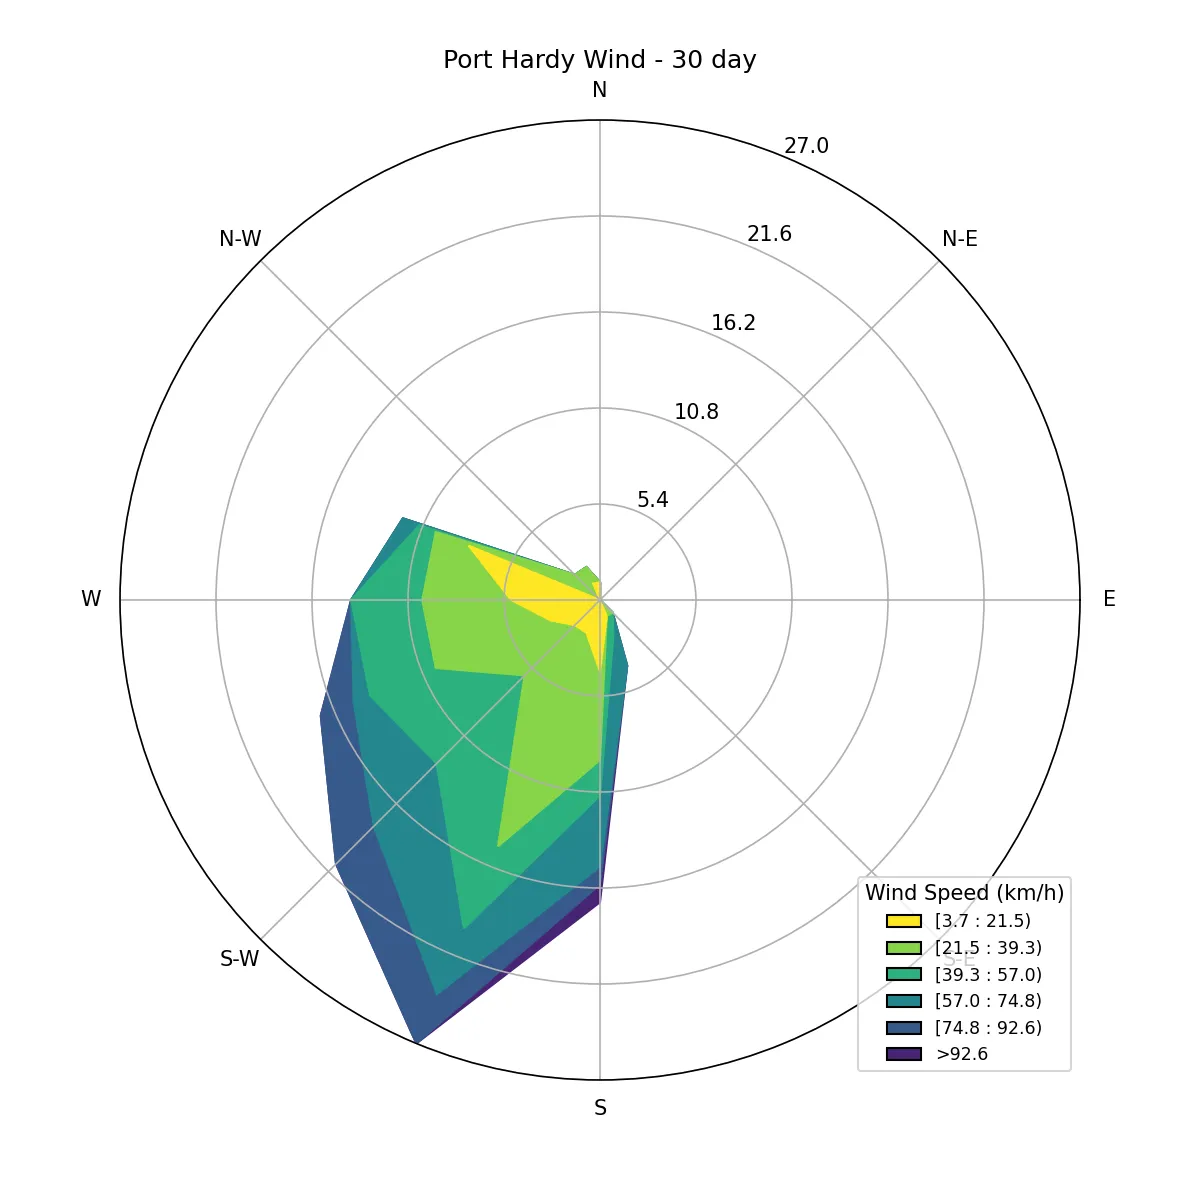 Port Hardy Wind - 30 day
N
27.0
21.6
N-W
N-E
16.2
10.8
5.4
W
E
Wind Speed (km/h)
[3.7 : 21.5)
[21.5 : 39.3)
S-W
S-E
[39.3 : 57.0)
[57.0 : 74.8)
[74.8 : 92.6)
>92.6
S